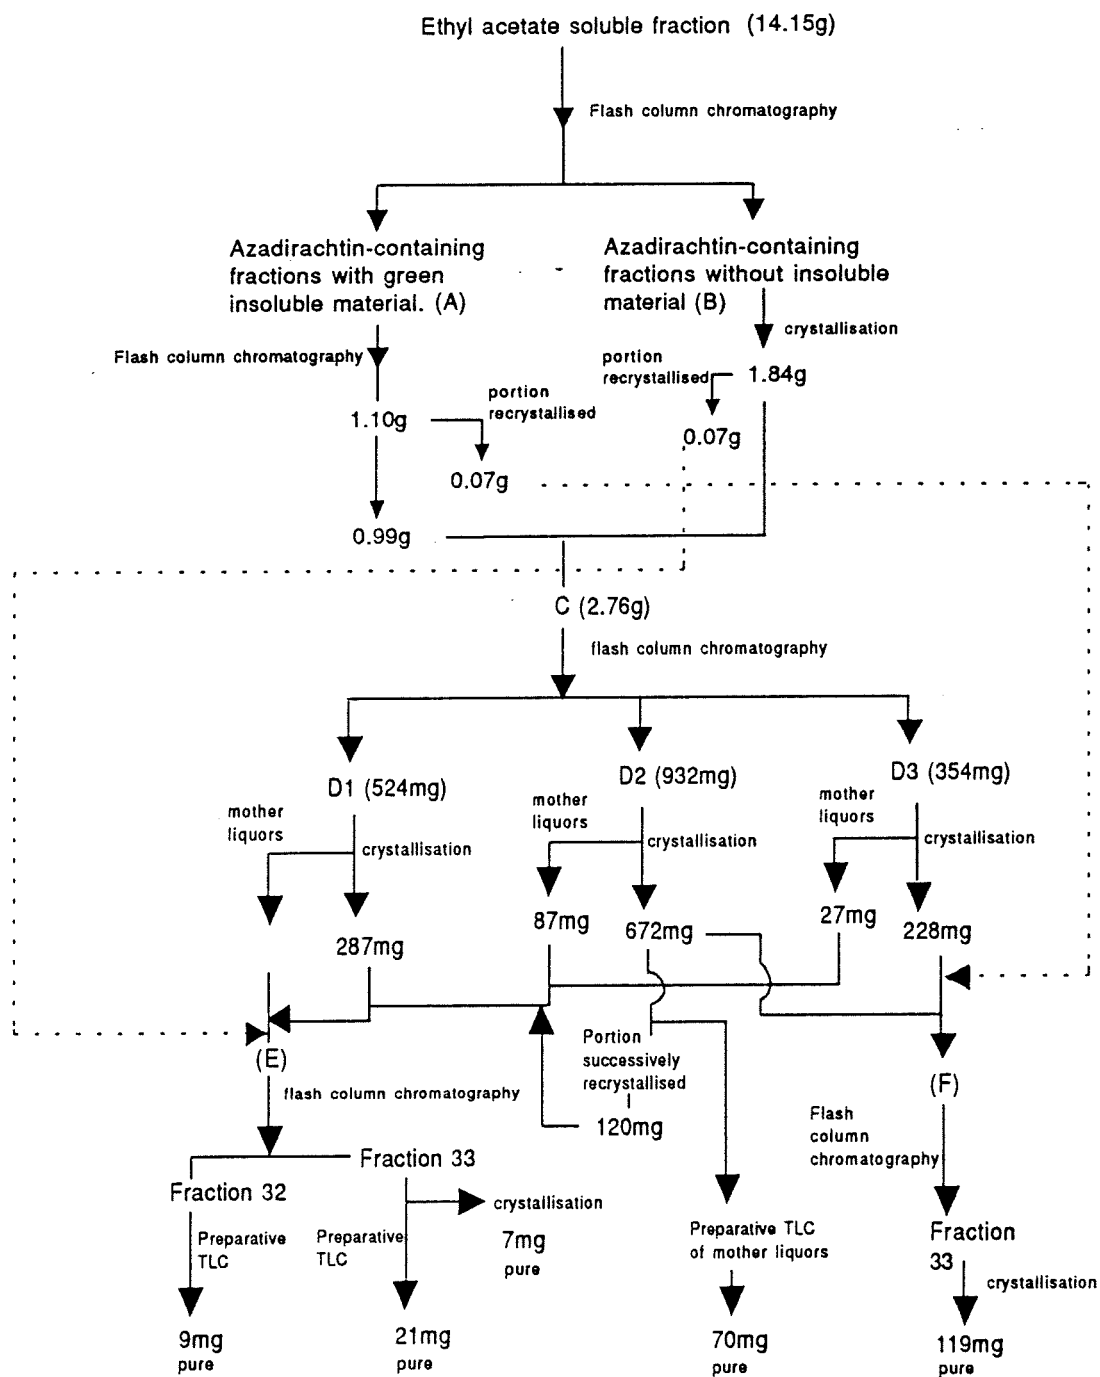 Ethyl acetate soluble fraction (14.15g)
Flash column chromatography
Azadirachtin-containing
fractions with green
insoluble material. (A)
Azadirachtin-containing
fractions without insoluble
material (B)
crystallisation
Flash column chromatography
portion
recrystallised
1.84g
portion
recrystallised
1.10g
0.07g
0.07g
0.99g
C (2.76g)
flash column chromatography
D1 (524mg)
D2 (932mg)
D3 (354mg)
mother
liquors
crystallisation
mother
liquors
crystallisation
mother
liquors
crystallisation
287mg
87mg
672mg
27mg
228mg
(E)
flash column chromatography
Portion
successively
recrystallised
120mg
(F)
Flash
column
chromatography
Fraction 32
Fraction 33
crystallisation
7mg
pure
Preparative
TLC
Preparative
TLC
Preparative TLC
of mother liquors
Fraction
33
crystallisation
9mg
pure
21mg
pure
70mg
pure
119mg
pure